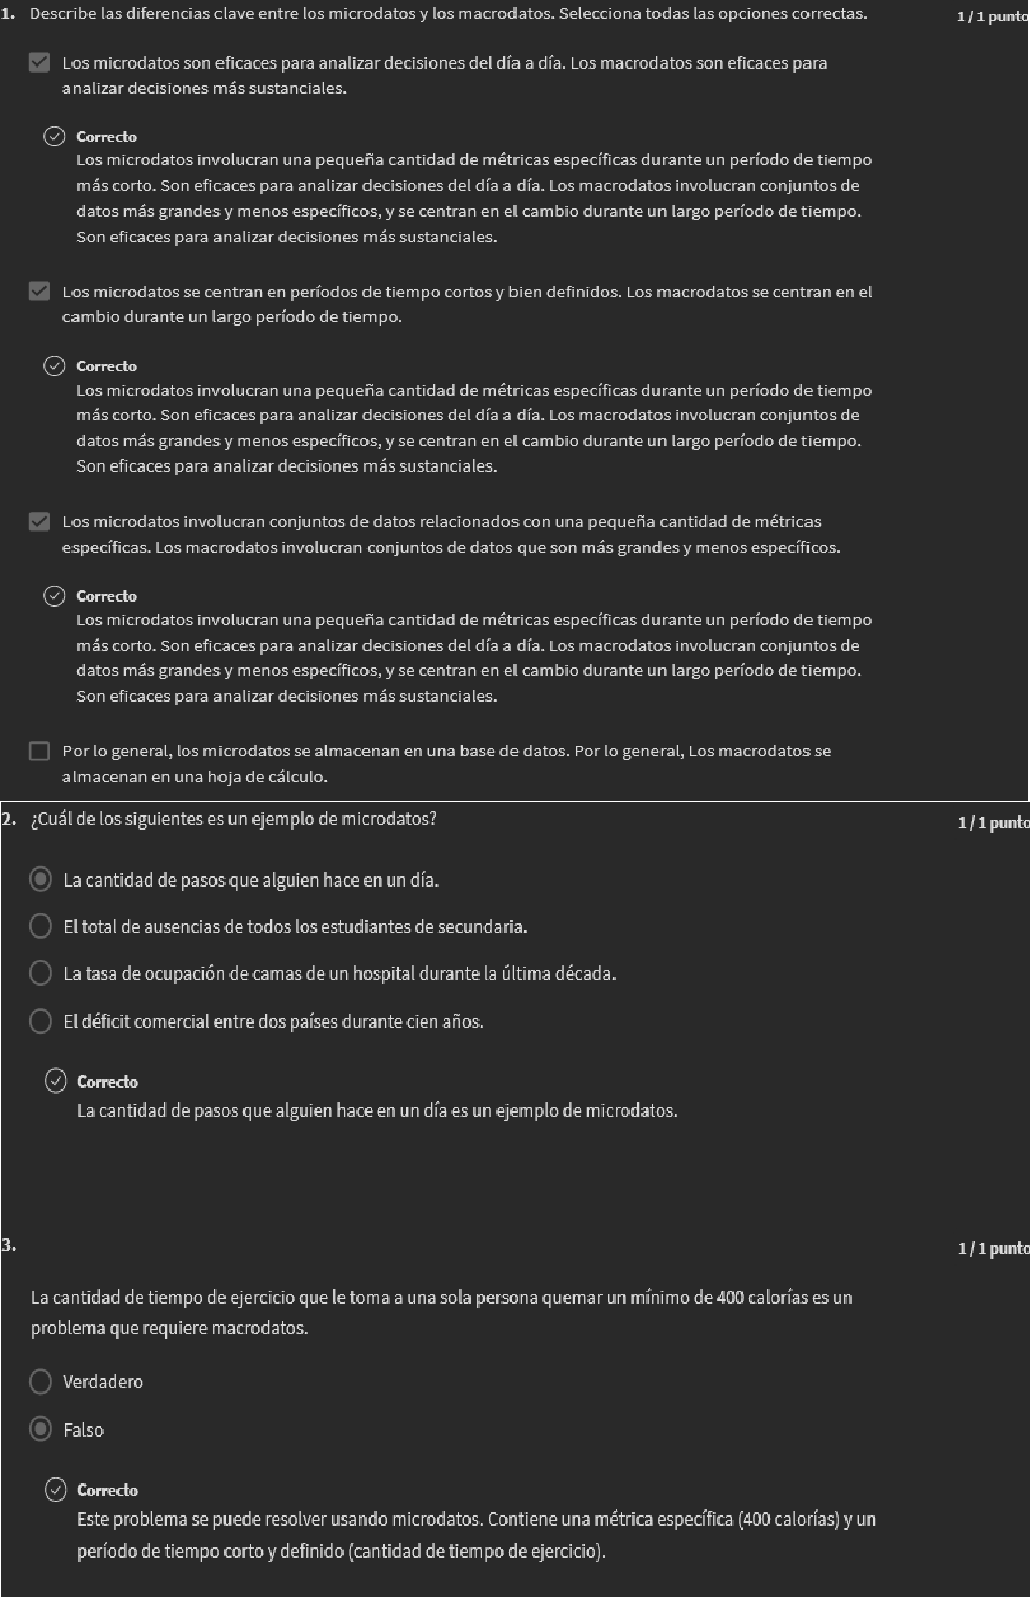 1. Describe las diferencias clave entre los microdatos y los macrodatos. Selecciona todas las opciones correctas. 1 / 1 punto
Los microdatos son eficaces para analizar decisiones del día a día. Los macrodatos son eficaces para
analizar decisiones más sustanciales.
Correcto
Los microdatos involucran una pequeña cantidad de métricas específicas durante un período de tiempo
más corto. Son eficaces para analizar decisiones del día a día. Los macrodatos involucran conjuntos de
datos más grandes y menos específicos, y se centran en el cambio durante un largo período de tiempo.
Son eficaces para analizar decisiones más sustanciales.
Los microdatos se centran en períodos de tiempo cortos y bien definidos. Los macrodatos se centran en el
cambio durante un largo período de tiempo.
Correcto
Los microdatos involucran una pequeña cantidad de métricas específicas durante un período de tiempo
más corto. Son eficaces para analizar decisiones del día a día. Los macrodatos involucran conjuntos de
datos más grandes y menos específicos, y se centran en el cambio durante un largo período de tiempo.
Son eficaces para analizar decisiones más sustanciales.
Los microdatos involucran conjuntos de datos relacionados con una pequeña cantidad de métricas
específicas. Los macrodatos involucran conjuntos de datos que son más grandes y menos específicos.
Correcto
Los microdatos involucran una pequeña cantidad de métricas específicas durante un período de tiempo
más corto. Son eficaces para analizar decisiones del día a día. Los macrodatos involucran conjuntos de
datos más grandes y menos específicos, y se centran en el cambio durante un largo período de tiempo.
Son eficaces para analizar decisiones más sustanciales.
Por lo general, los microdatos se almacenan en una base de datos. Por lo general, Los macrodatos se
almacenan en una hoja de cálculo.
2. ¿Cuál de los siguientes es un ejemplo de microdatos? 1 / 1 punto
La cantidad de pasos que alguien hace en un día.
El total de ausencias de todos los estudiantes de secundaria.
La tasa de ocupación de camas de un hospital durante la última década.
El déficit comercial entre dos países durante cien años.
Correcto
La cantidad de pasos que alguien hace en un día es un ejemplo de microdatos.
3. 1 / 1 punto
La cantidad de tiempo de ejercicio que le toma a una sola persona quemar un mínimo de 400 calorías es un
problema que requiere macrodatos.
Verdadero
Falso
Correcto
Este problema se puede resolver usando microdatos. Contiene una métrica específica (400 calorías) y un
período de tiempo corto y definido (cantidad de tiempo de ejercicio).